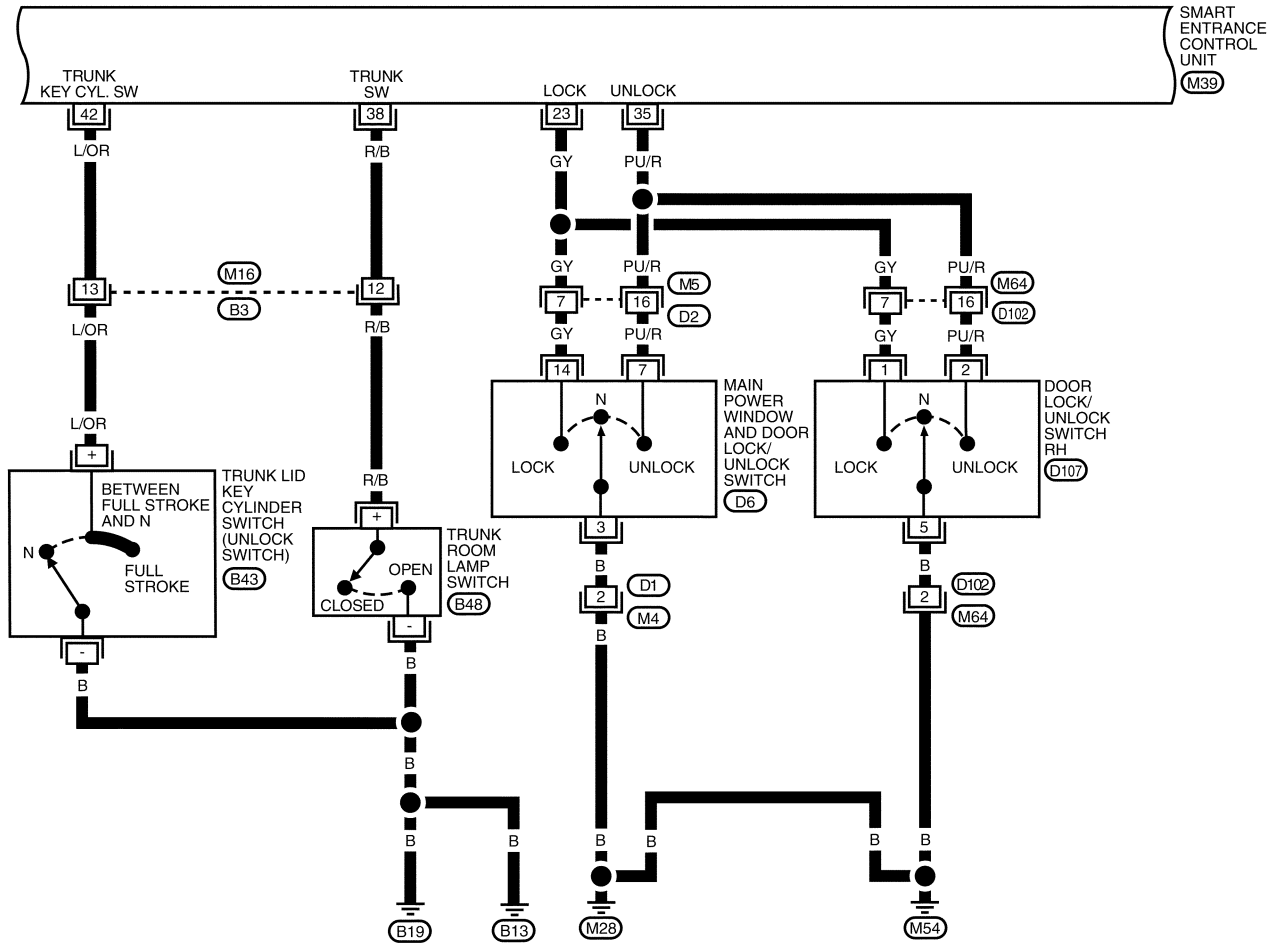 SMART
ENTRANCE
CONTROL
UNIT
M39
TRUNK
KEY CYL. SW
TRUNK
SW
LOCK
UNLOCK
42
38
23
35
L/OR
R/B
GY
PU/R
GY
PU/R
GY
PU/R
M16
M5
M64
13
12
7
16
7
16
B3
D2
D102
L/OR
R/B
GY
PU/R
GY
PU/R
14
7
1
2
L/OR
+
R/B
+
N
LOCK
UNLOCK
MAIN
POWER
WINDOW
AND DOOR
LOCK/
UNLOCK
SWITCH
D6
N
LOCK
UNLOCK
DOOR
LOCK/
UNLOCK
SWITCH
RH
D107
BETWEEN
FULL STROKE
AND N
N
FULL
STROKE
TRUNK LID
KEY
CYLINDER
SWITCH
(UNLOCK
SWITCH)
B43
OPEN
CLOSED
TRUNK
ROOM
LAMP
SWITCH
B48
3
5
B
B
D1
D102
2
2
M4
M64
-
-
B
B
B
B
B
B
B
B
B
B
B
B19
B13
M28
M54